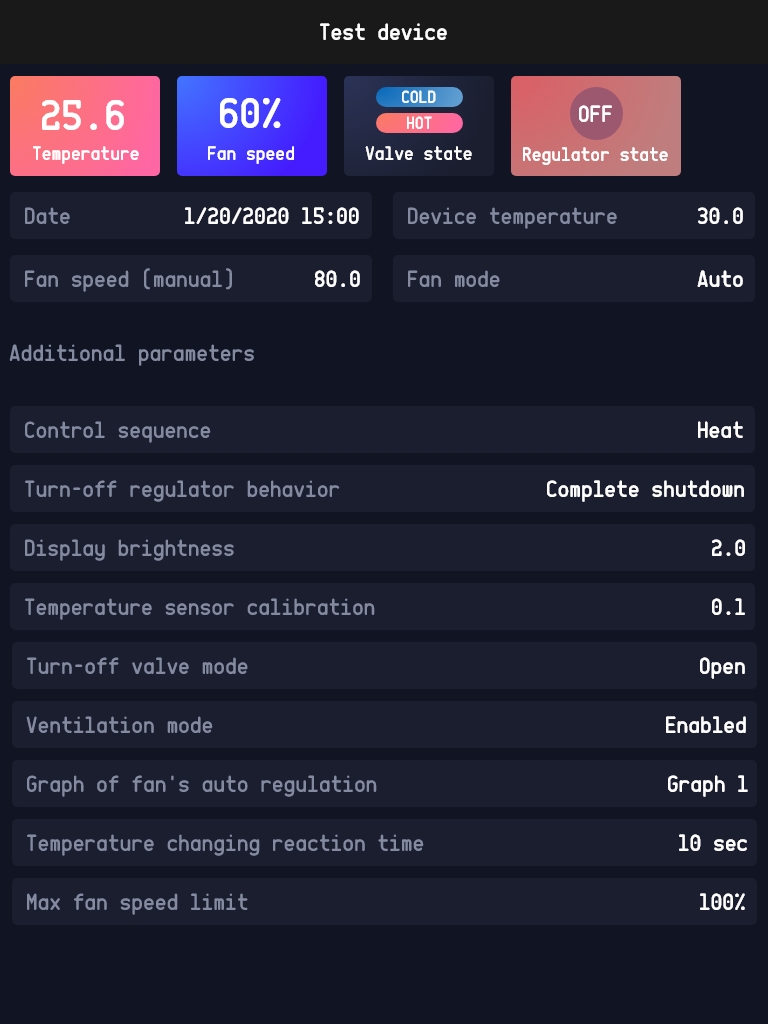 Test device
25.6
Temperature
60%
Fan speed
COLD
HOT
Valve state
OFF
Regulator state
Date 1/20/2020 15:00
Device temperature 30.0
Fan speed (manual) 80.0
Fan mode Auto
Additional parameters
Control sequence Heat
Turn-off regulator behavior Complete shutdown
Display brightness 2.0
Temperature sensor calibration 0.1
Turn-off valve mode Open
Ventilation mode Enabled
Graph of fan's auto regulation Graph 1
Temperature changing reaction time 10 sec
Max fan speed limit 100%